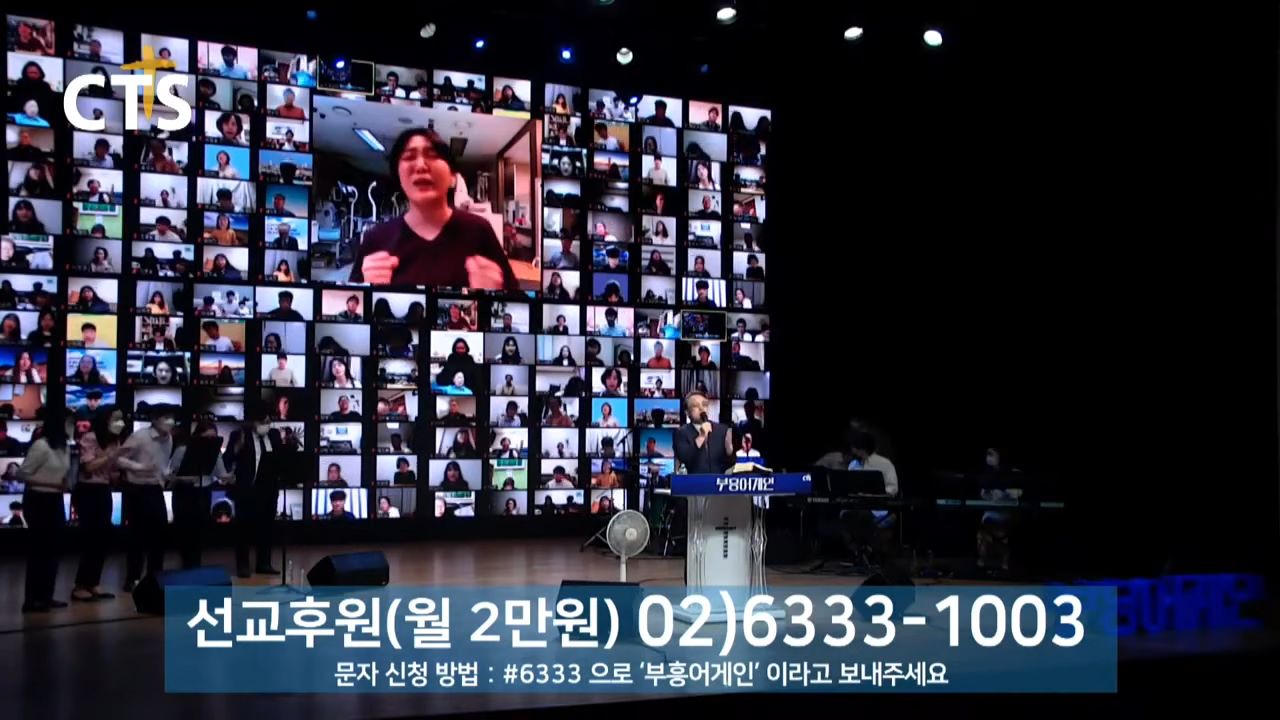 CTS
부흥어게인
선교후원(월 2만원) 02)6333-1003
문자 신청 방법 : #6333 으로 ‘부흥어게인’ 이라고 보내주세요